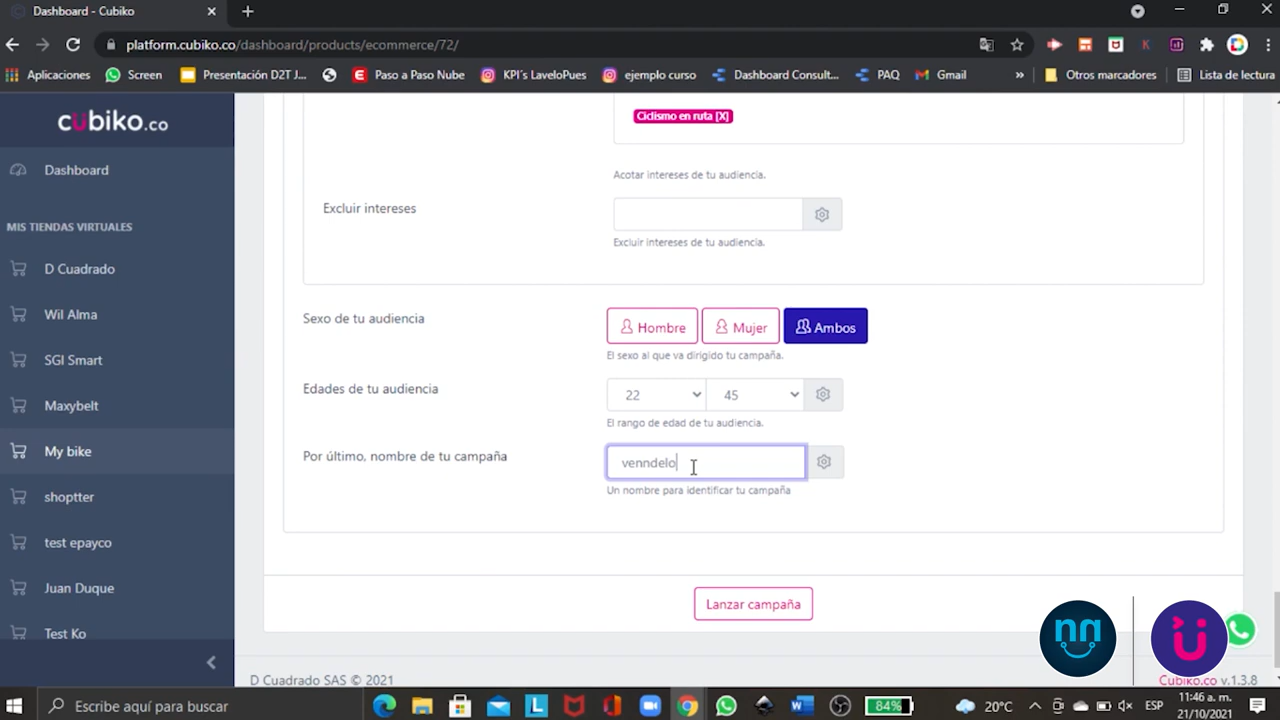 Dashboard - Cubiko
platform.cubiko.co/dashboard/products/ecommerce/72/
Aplicaciones Screen Presentación D2T J... Paso a Paso Nube KPI's LaveloPues ejemplo curso Dashboard Consult... PAQ Gmail » Otros marcadores Lista de lectura
cubiko.co
Dashboard
MIS TIENDAS VIRTUALES
D Cuadrado
Wil Alma
SGI Smart
Maxybelt
My bike
shoptter
test epayco
Juan Duque
Test Ko
Ciclismo en ruta [X]
Acotar intereses de tu audiencía.
Excluir intereses
Excluir intereses de tu audiencia.
Sexo de tu audiencia
Hombre Mujer Ambos
El sexo al que va dirigido tu campaña.
Edades de tu audiencia
22 45
El rango de edad de tu audiencia.
Por último, nombre de tu campaña
venndelo
Un nombre para identificar tu campaña
Lanzar campaña
D Cuadrado SAS © 2021
Cubiko.co v.1.3.8
Escribe aquí para buscar
84%
20°C
ESP
11:46 a. m.
21/10/2021